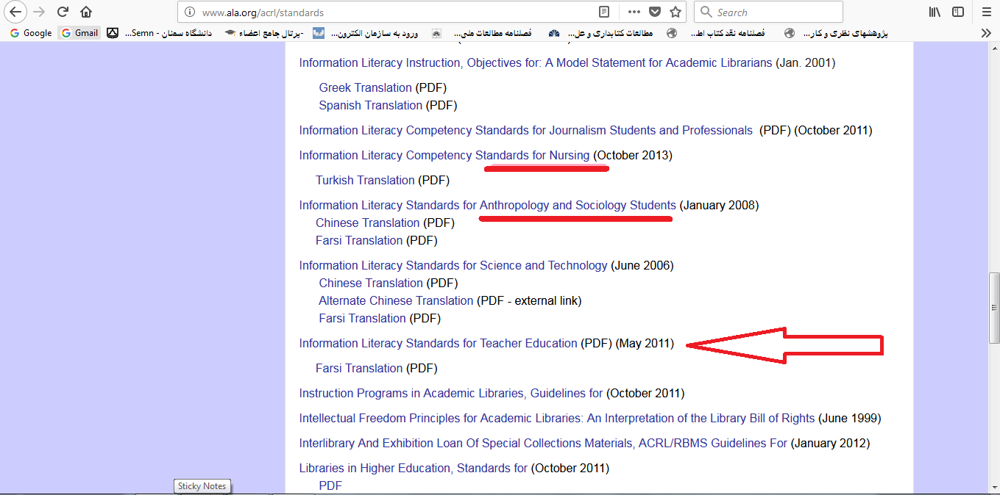 www.ala.org/acrl/standards
Search
Google
Gmail
دانشگاه سمنان - Semn...
پرتال جامع اعضاء-
ورود به سازمان الکترون...
فصلنامه مطالعات ملی...
مطالعات کتابداری و عل...
فصلنامه نقد کتاب اط...
پژوهشهای نظری و کار...
Information Literacy Instruction, Objectives for: A Model Statement for Academic Librarians (Jan. 2001)
Greek Translation (PDF)
Spanish Translation (PDF)
Information Literacy Competency Standards for Journalism Students and Professionals (PDF) (October 2011)
Information Literacy Competency Standards for Nursing (October 2013)
Turkish Translation (PDF)
Information Literacy Standards for Anthropology and Sociology Students (January 2008)
Chinese Translation (PDF)
Farsi Translation (PDF)
Information Literacy Standards for Science and Technology (June 2006)
Chinese Translation (PDF)
Alternate Chinese Translation (PDF - external link)
Farsi Translation (PDF)
Information Literacy Standards for Teacher Education (PDF) (May 2011)
Farsi Translation (PDF)
Instruction Programs in Academic Libraries, Guidelines for (October 2011)
Intellectual Freedom Principles for Academic Libraries: An Interpretation of the Library Bill of Rights (June 1999)
Interlibrary And Exhibition Loan Of Special Collections Materials, ACRL/RBMS Guidelines For (January 2012)
Libraries in Higher Education, Standards for (October 2011)
PDF
Sticky Notes